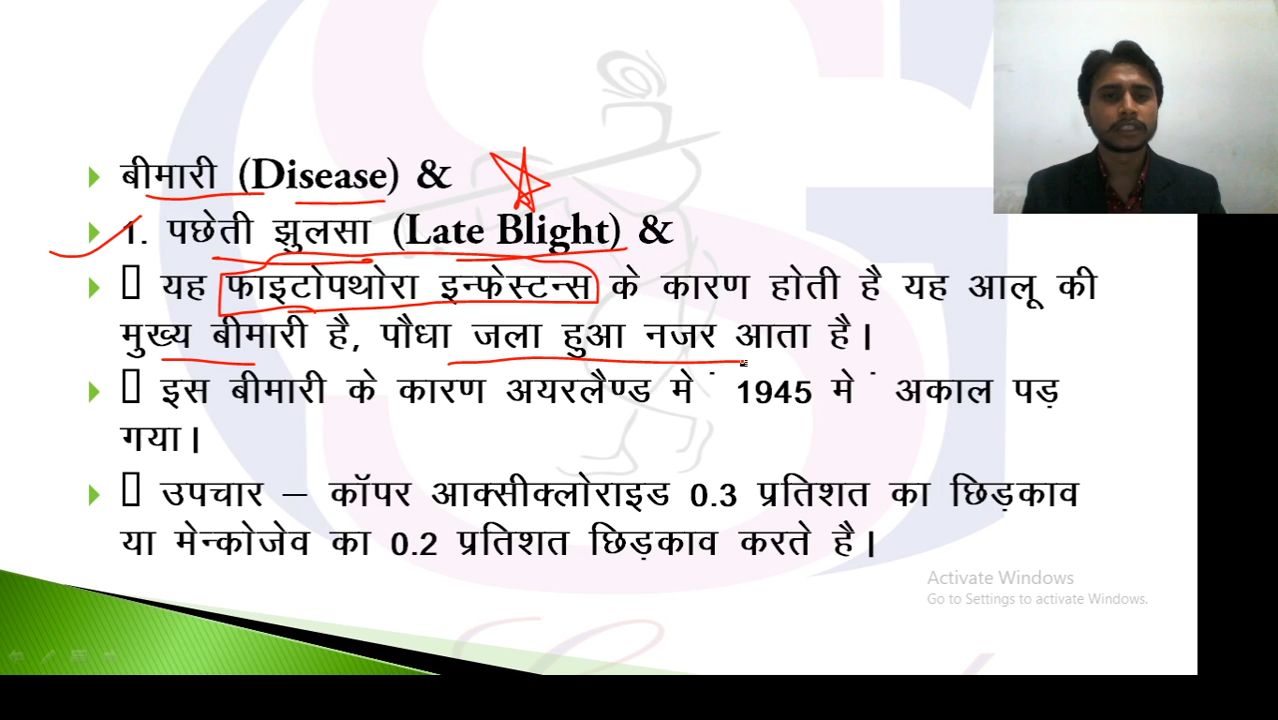 बीमारी (Disease) &
1. पछेती झुलसा (Late Blight) &
यह फाइटोपथोरा इन्फेस्टन्स के कारण होती है यह आलू की
मुख्य बीमारी है, पौधा जला हुआ नजर आता है।
इस बीमारी के कारण अयरलैण्ड में 1945 में अकाल पड़
गया।
उपचार – कॉपर आक्सीक्लोराइड 0.3 प्रतिशत का छिड़काव
या मेन्कोजेव का 0.2 प्रतिशत छिड़काव करते है।
Activate Windows
Go to Settings to activate Windows.